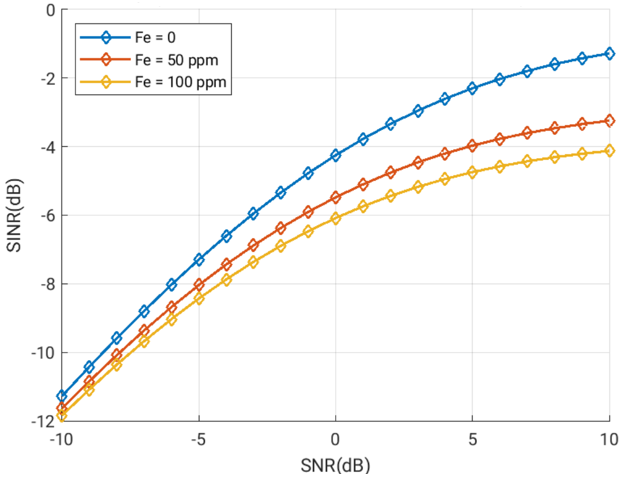 0
-2
-4
-6
-8
-10
-12
SINR(dB)
Fe = 0
Fe = 50 ppm
Fe = 100 ppm
-10 -5 0 5 10
SNR(dB)